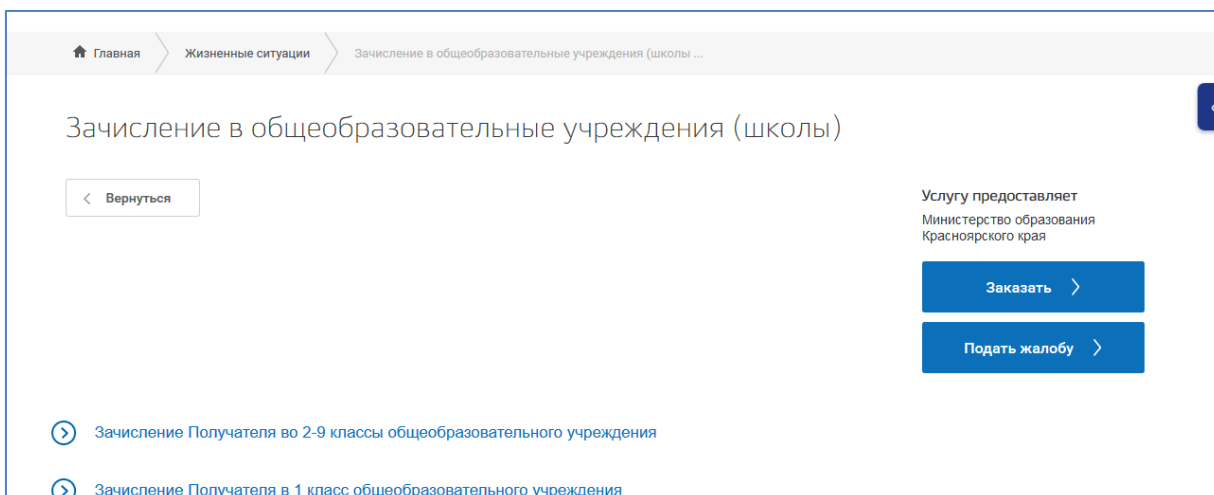 Главная
Жизненные ситуации
Зачисление в общеобразовательные учреждения (школы ...
Зачисление в общеобразовательные учреждения (школы)
Вернуться
Услугу предоставляет
Министерство образования
Красноярского края
Заказать
Подать жалобу
Зачисление Получателя во 2-9 классы общеобразовательного учреждения
Зачисление Получателя в 1 класс общеобразовательного учреждения